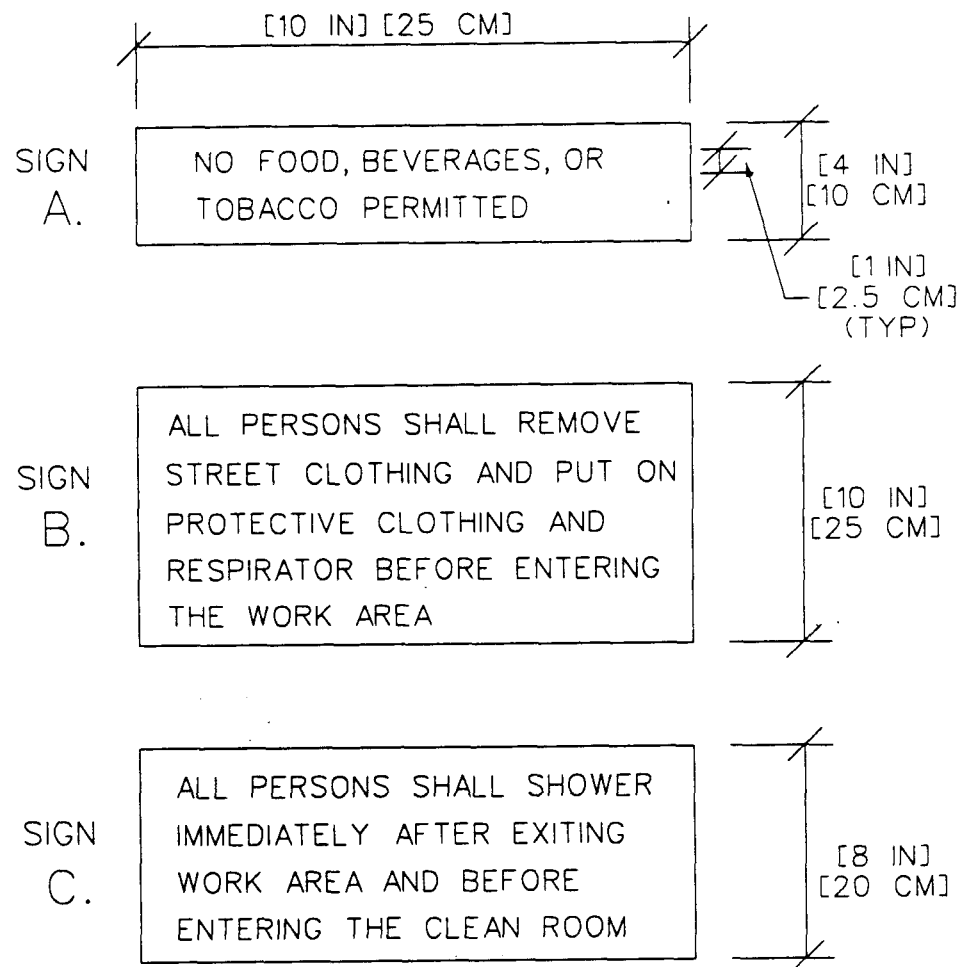 [10 IN] [25 CM]
SIGN
A.
NO FOOD, BEVERAGES, OR
TOBACCO PERMITTED
[4 IN]
[10 CM]
[1 IN]
[2.5 CM]
(TYP)
SIGN
B.
ALL PERSONS SHALL REMOVE
STREET CLOTHING AND PUT ON
PROTECTIVE CLOTHING AND
RESPIRATOR BEFORE ENTERING
THE WORK AREA
[10 IN]
[25 CM]
SIGN
C.
ALL PERSONS SHALL SHOWER
IMMEDIATELY AFTER EXITING
WORK AREA AND BEFORE
ENTERING THE CLEAN ROOM
[8 IN]
[20 CM]